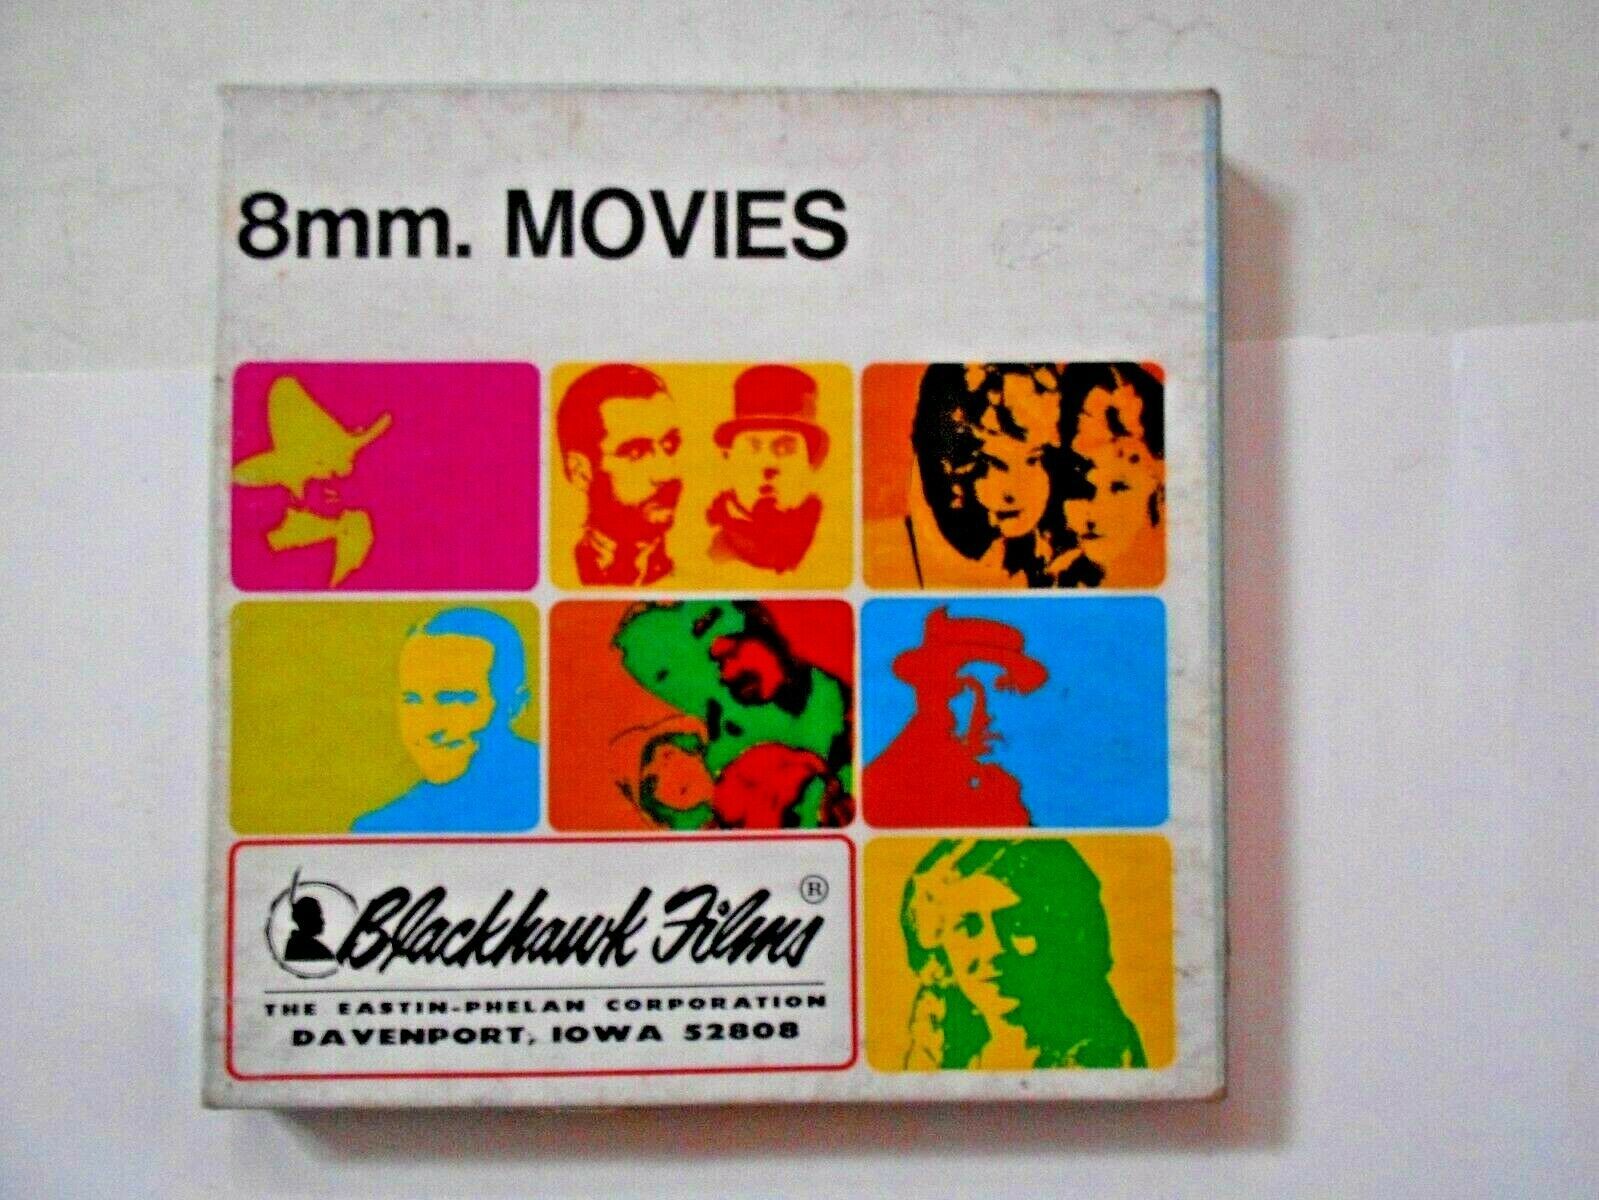 8mm. MOVIES
Blackhawk Films ®
THE EASTIN-PHELAN CORPORATION
DAVENPORT, IOWA 52808